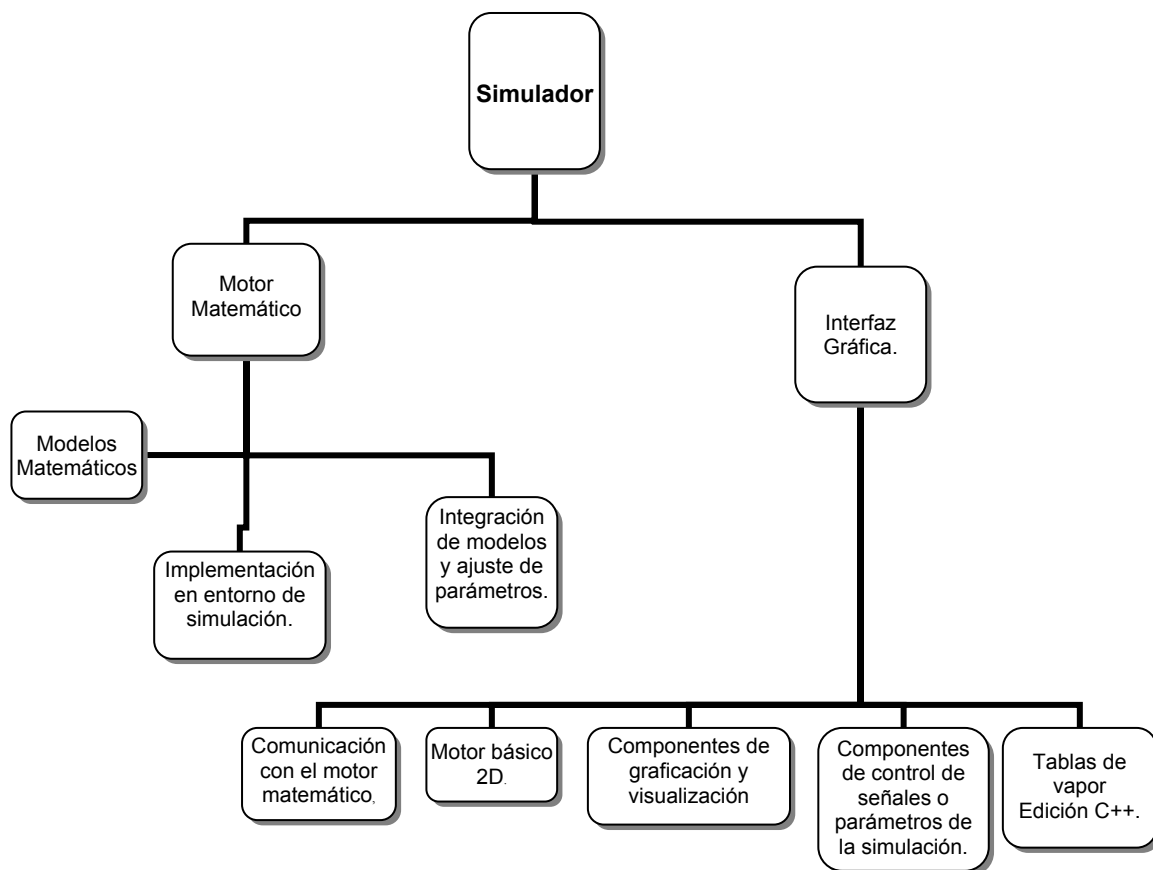 Simulador
Motor
Matemático
Interfaz
Gráfica.
Modelos
Matemáticos
Integración
de modelos
y ajuste de
parámetros.
Implementación
en entorno de
simulación.
Comunicación
con el motor
matemático,
Motor básico
2D.
Componentes de
graficación y
visualización
Componentes
de control de
señales o
parámetros de
la simulación.
Tablas de
vapor
Edición C++.